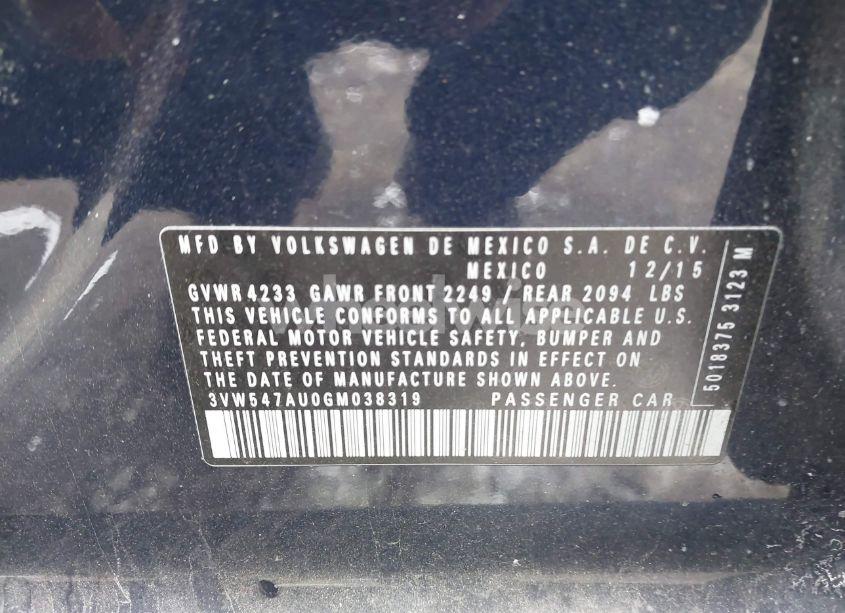 MFD BY VOLKSWAGEN DE MEXICO S.A. DE C.V.
MEXICO 12/15
GVWR 4233 GAWR FRONT 2249 / REAR 2094 LBS
THIS VEHICLE CONFORMS TO ALL APPLICABLE U.S.
FEDERAL MOTOR VEHICLE SAFETY, BUMPER AND
THEFT PREVENTION STANDARDS IN EFFECT ON
THE DATE OF MANUFACTURE SHOWN ABOVE.
3VW547AU0GM038319 PASSENGER CAR
5018375 3123 M